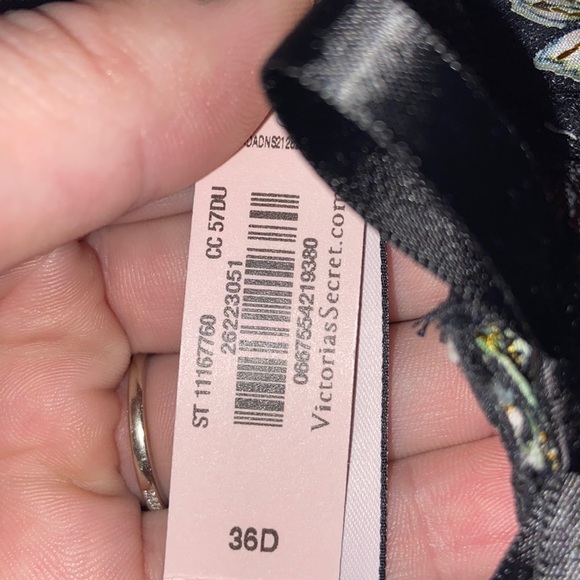 ST 11167760 CC 57DU
26223051
0667554219380
VictoriasSecret.com
36D